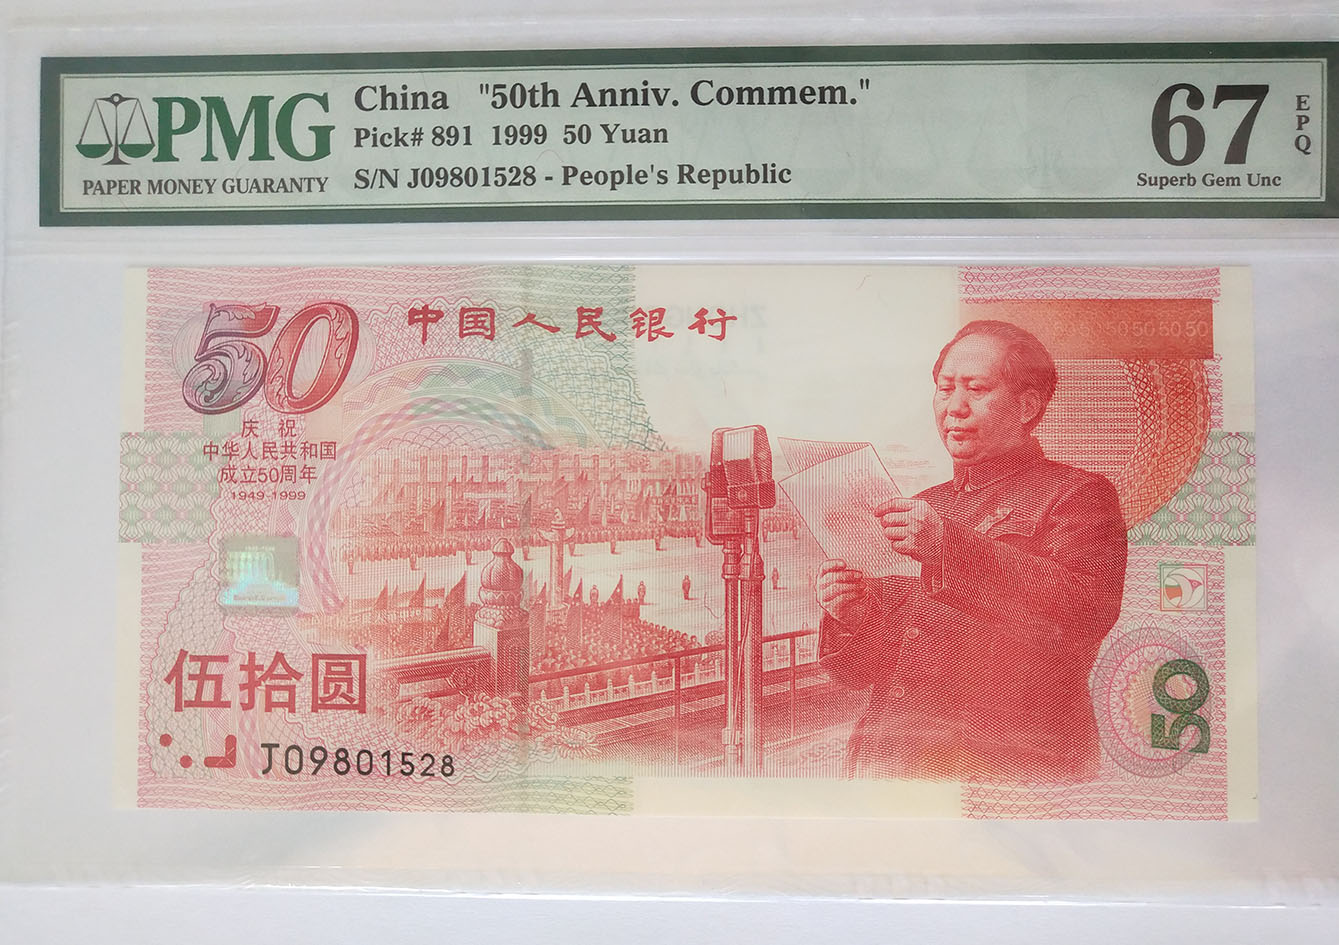 PMG
PAPER MONEY GUARANTY
China "50th Anniv. Commem."
Pick# 891 1999 50 Yuan
S/N J09801528 - People's Republic
67
EPQ
Superb Gem Unc
50
中国人民银行
庆祝
中华人民共和国
成立50周年
1949-1999
伍拾圆
J09801528
50